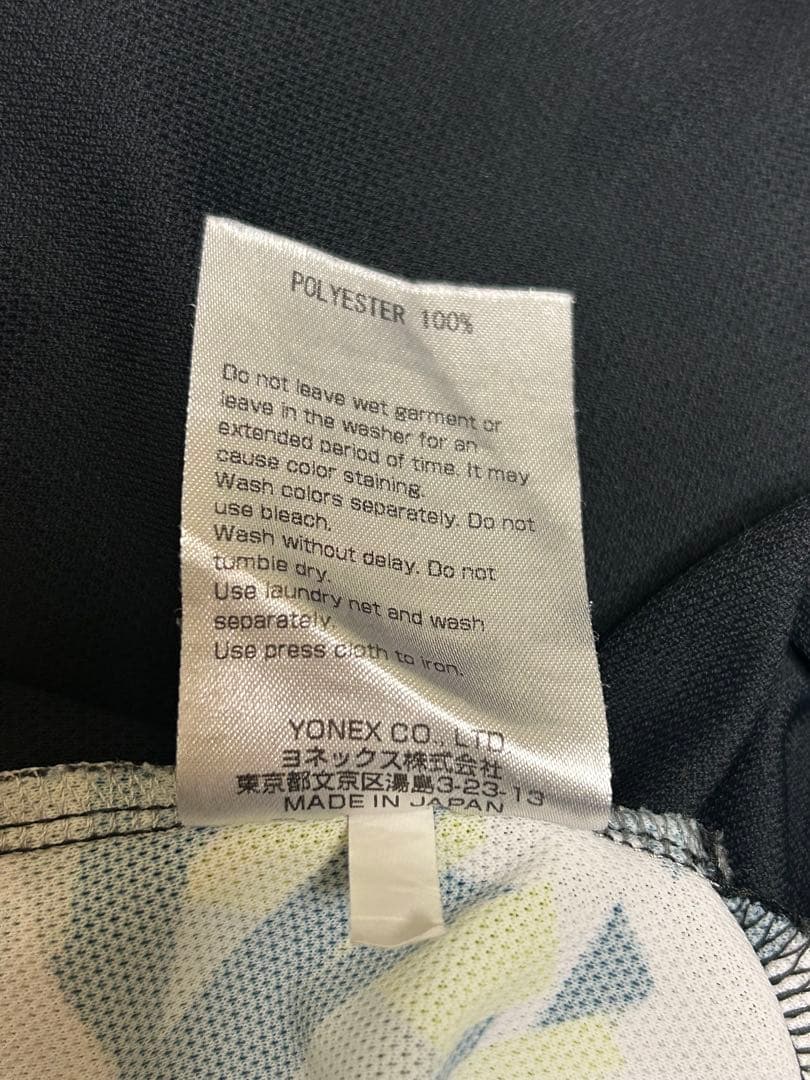 POLYESTER 100%
Do not leave wet garment or
leave in the washer for an
extended period of time. It may
cause color staining.
Wash colors separately. Do not
use bleach.
Wash without delay. Do not
tumble dry.
Use laundry net and wash
separately.
Use press cloth to iron.
YONEX CO., LTD
ヨネックス株式会社
東京都文京区湯島3-23-13
MADE IN JAPAN